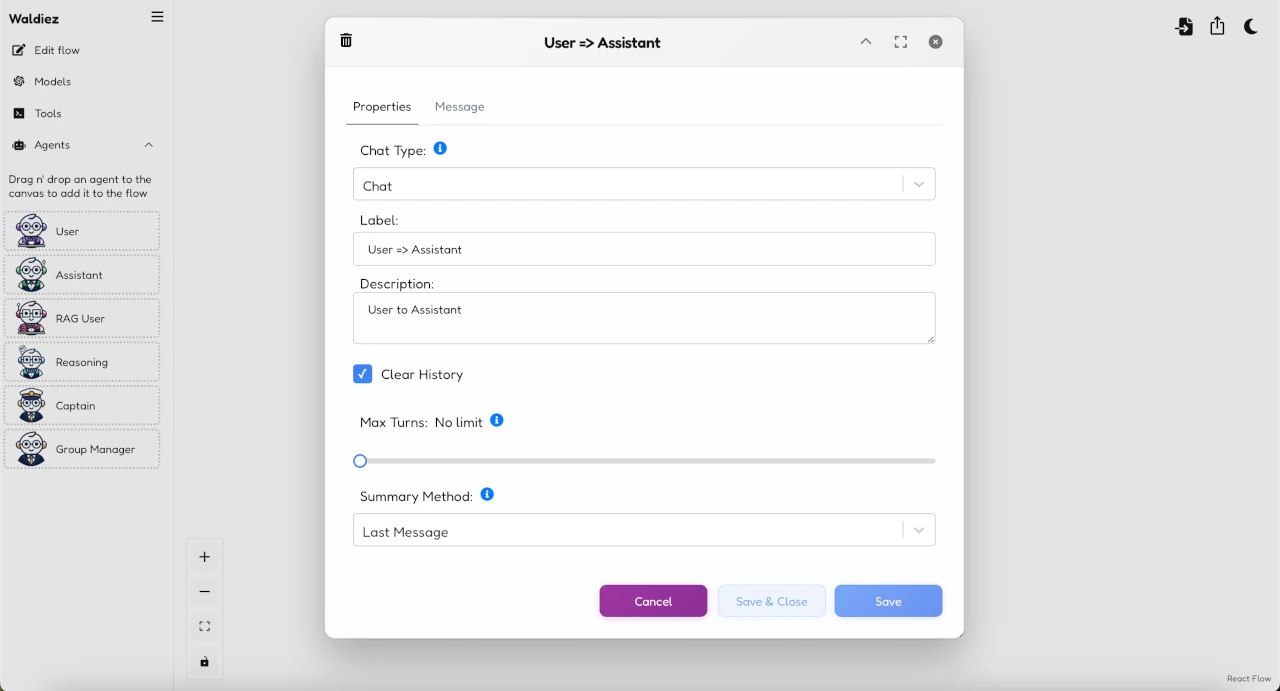 Waldiez
Edit flow
Models
Tools
Agents
Drag n' drop an agent to the
canvas to add it to the flow
User
Assistant
RAG User
Reasoning
Captain
Group Manager
User => Assistant
Properties
Message
Chat Type:
Chat
Label:
User => Assistant
Description:
User to Assistant
Clear History
Max Turns: No limit
Summary Method:
Last Message
Cancel
Save & Close
Save
React Flow